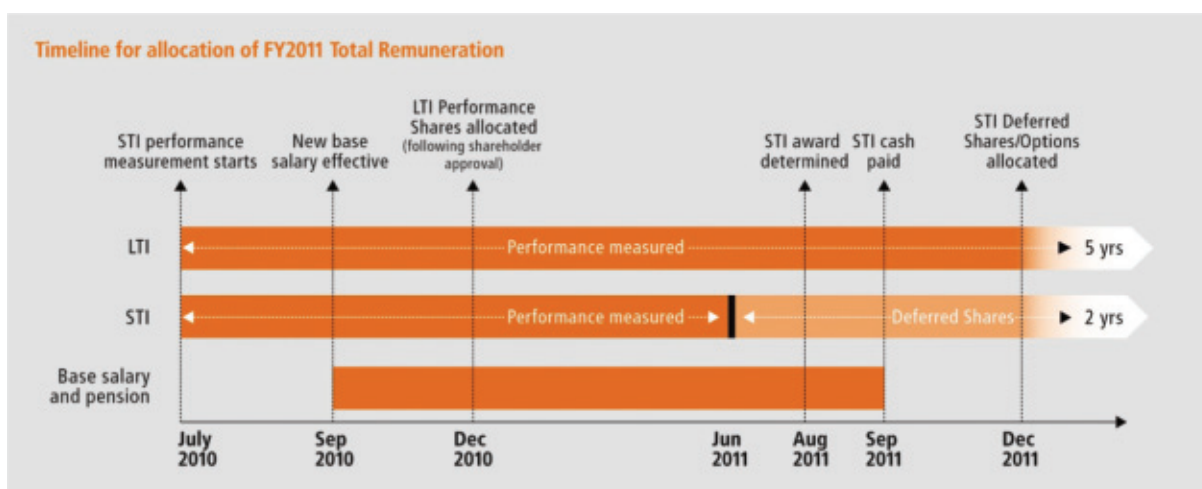 Timeline for allocation of FY2011 Total Remuneration
STI performance
measurement starts
New base
salary effective
LTI Performance
Shares allocated
(following shareholder
approval)
STI award
determined
STI cash
paid
STI Deferred
Shares/Options
allocated
LTI
Performance measured
5 yrs
STI
Performance measured
Deferred Shares
2 yrs
Base salary
and pension
July
2010
Sep
2010
Dec
2010
Jun
2011
Aug
2011
Sep
2011
Dec
2011